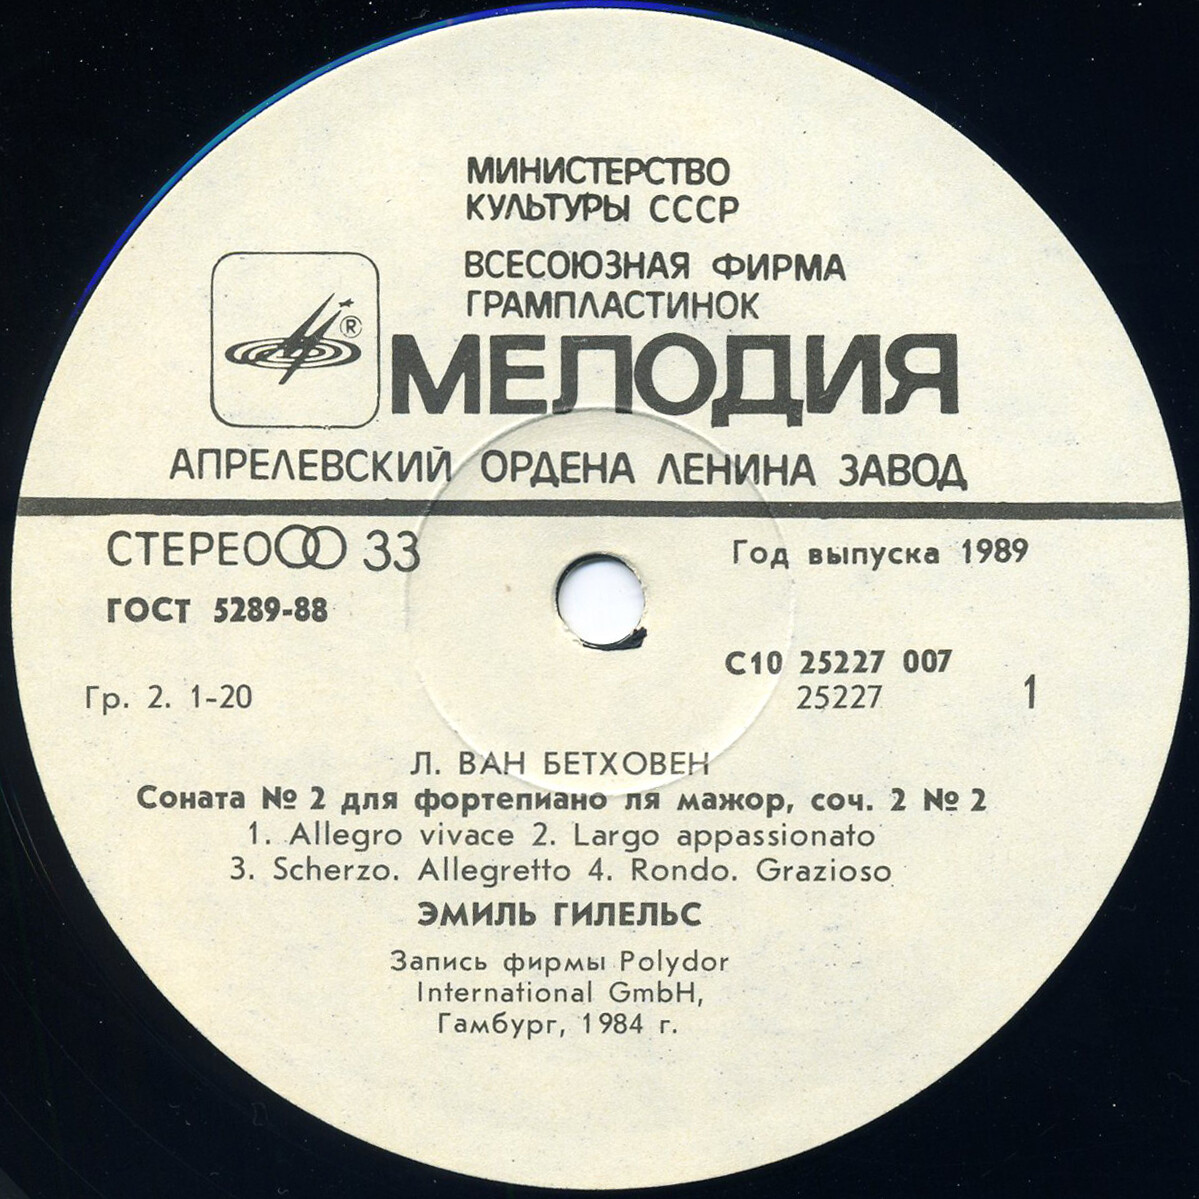 МИНИСТЕРСТВО
КУЛЬТУРЫ СССР
ВСЕСОЮЗНАЯ ФИРМА
ГРАМПЛАСТИНОК
®
МЕЛОДИЯ
АПРЕЛЕВСКИЙ ОРДЕНА ЛЕНИНА ЗАВОД
СТЕРЕО 33
Год выпуска 1989
ГОСТ 5289-88
С10 25227 007
Гр. 2. 1-20
25227
1
Л. ВАН БЕТХОВЕН
Соната № 2 для фортепиано ля мажор, соч. 2 № 2
1. Allegro vivace 2. Largo appassionato
3. Scherzo. Allegretto 4. Rondo. Grazioso
ЭМИЛЬ ГИЛЕЛЬС
Запись фирмы Polydor
International GmbH,
Гамбург, 1984 г.